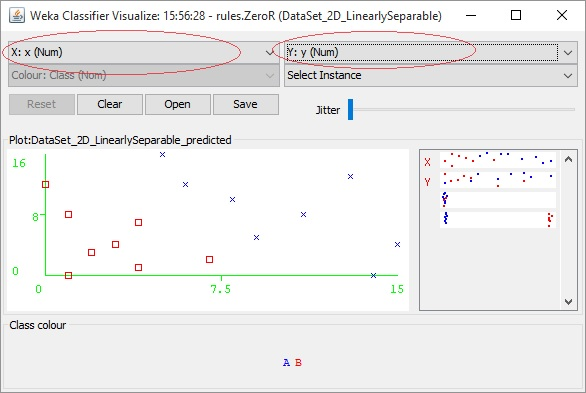 Weka Classifier Visualize: 15:56:28 - rules.ZeroR (DataSet_2D_LinearlySeparable)
X: x (Num) Y: y (Num)
Colour: Class (Nom) Select Instance
Reset Clear Open Save Jitter
Plot:DataSet_2D_LinearlySeparable_predicted
16
8
0
0 7.5 15
X
Y
Class colour
A B